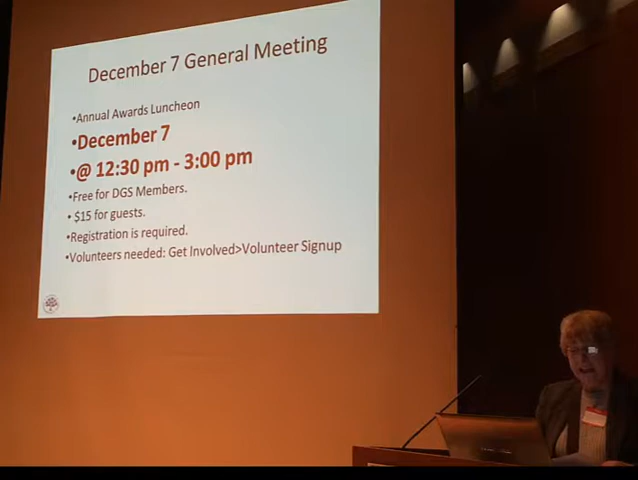 December 7 General Meeting
•Annual Awards Luncheon
•December 7
•@ 12:30 pm - 3:00 pm
•Free for DGS Members.
• $15 for guests.
•Registration is required.
•Volunteers needed: Get Involved>Volunteer Signup